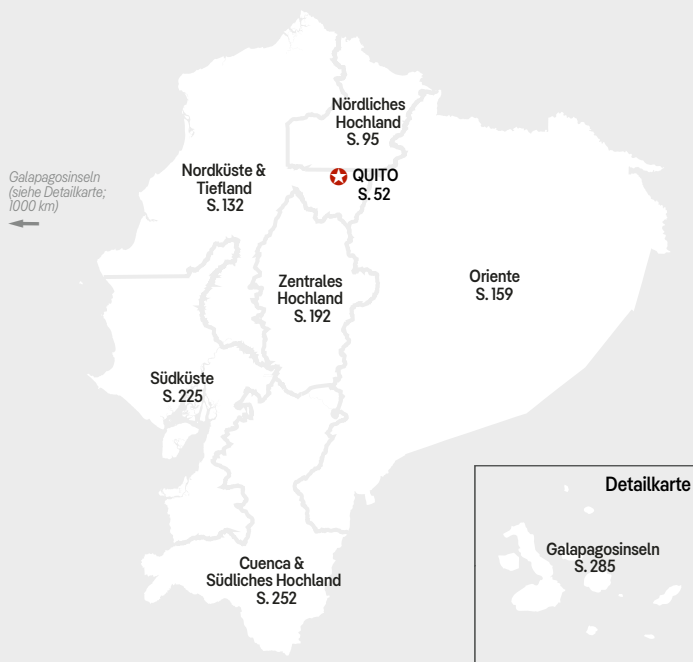 Nördliches
Hochland
S. 95
Galapagosinseln
(siehe Detailkarte;
1000 km)
Nordküste &
Tiefland
S. 132
QUITO
S. 52
Zentrales
Hochland
S. 192
Oriente
S. 159
Südküste
S. 225
Cuenca &
Südliches Hochland
S. 252
Detailkarte
Galapagosinseln
S. 285